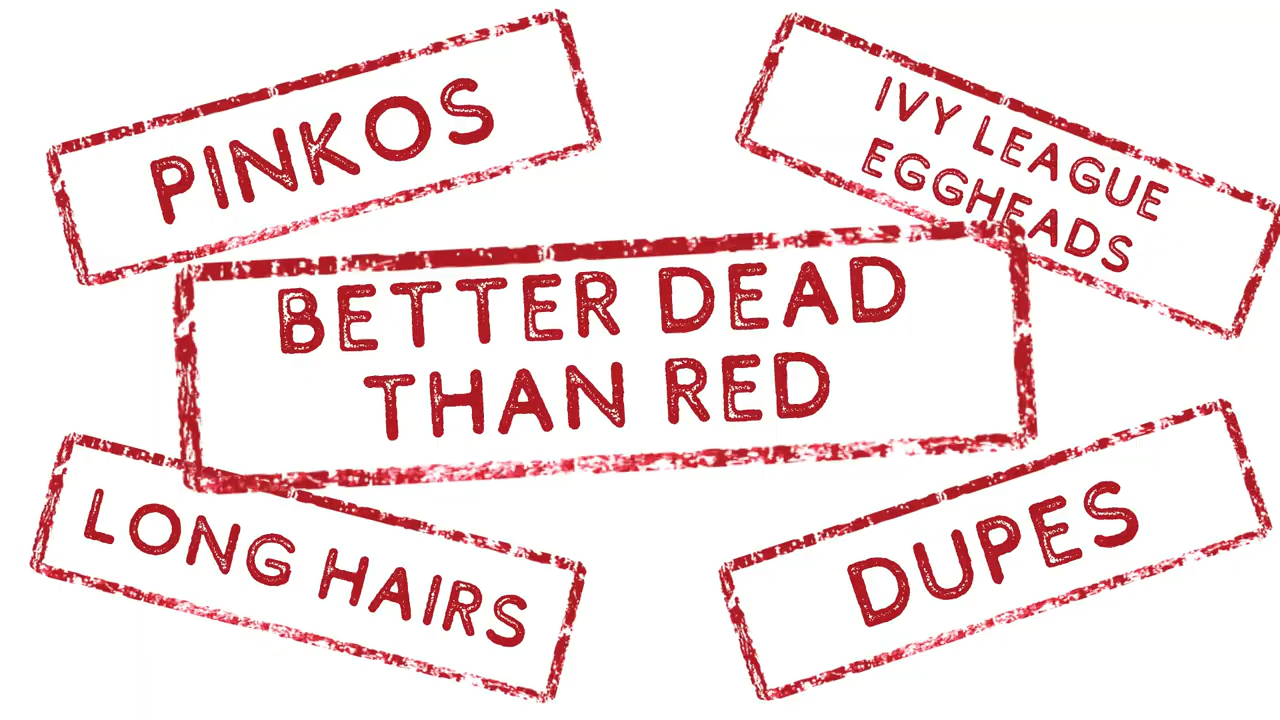 PINKOS
IVY LEAGUE
EGGHEADS
BETTER DEAD
THAN RED
LONG HAIRS
DUPES